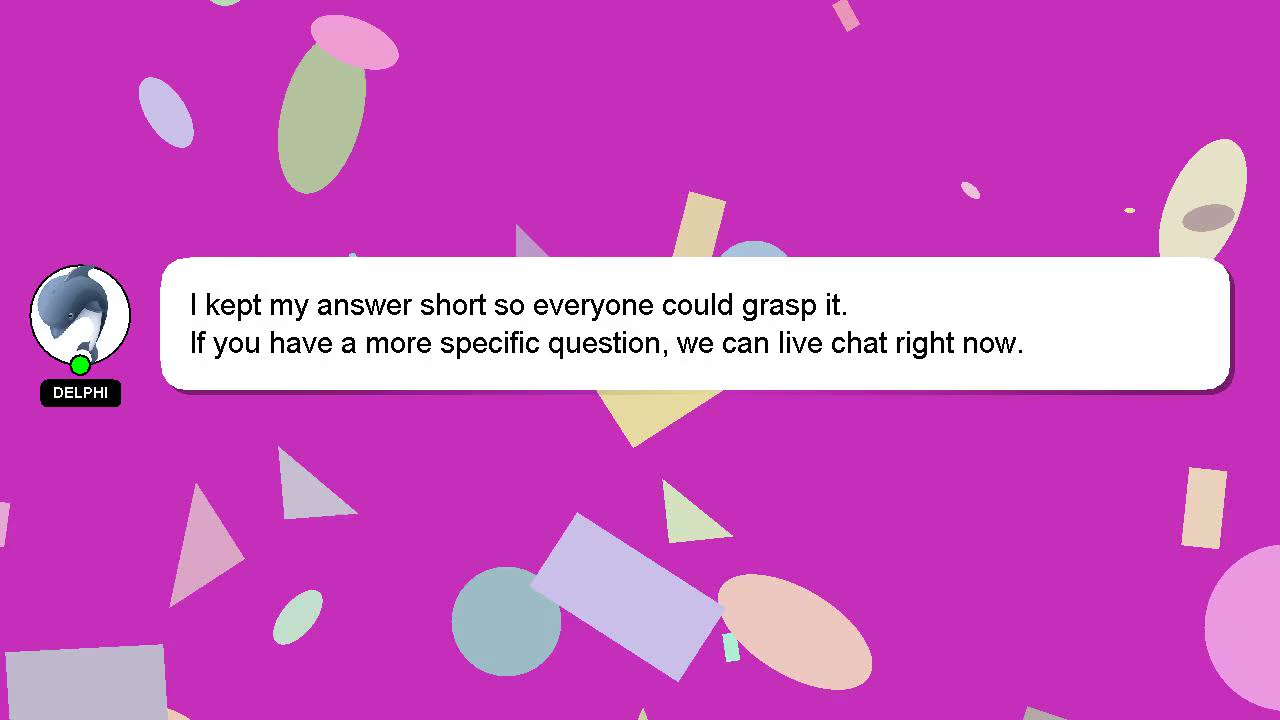 I kept my answer short so everyone could grasp it.
If you have a more specific question, we can live chat right now.
DELPHI